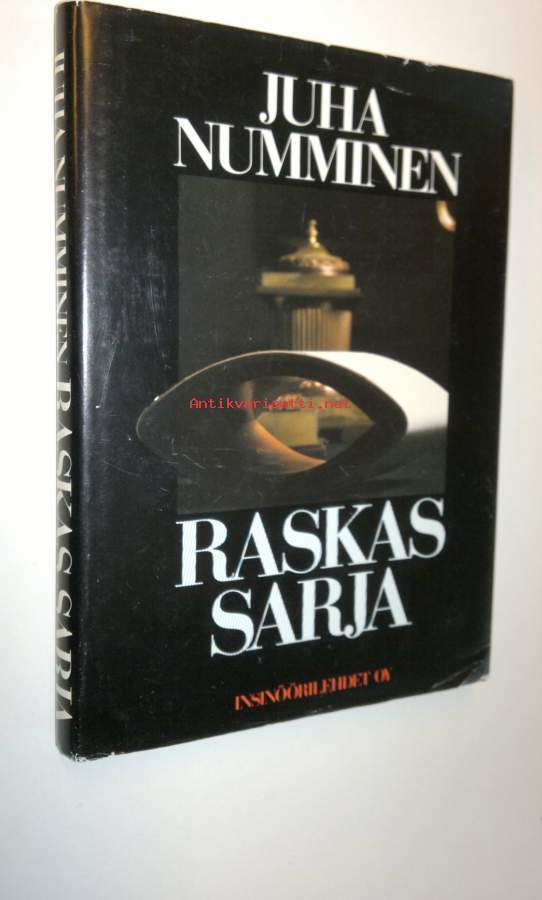 JUHA
NUMMINEN
Antikvariaatti.net
RASKAS
SARJA
INSINÖÖRILEHDET OY
JUHA NUMMINEN RASKAS SARJA